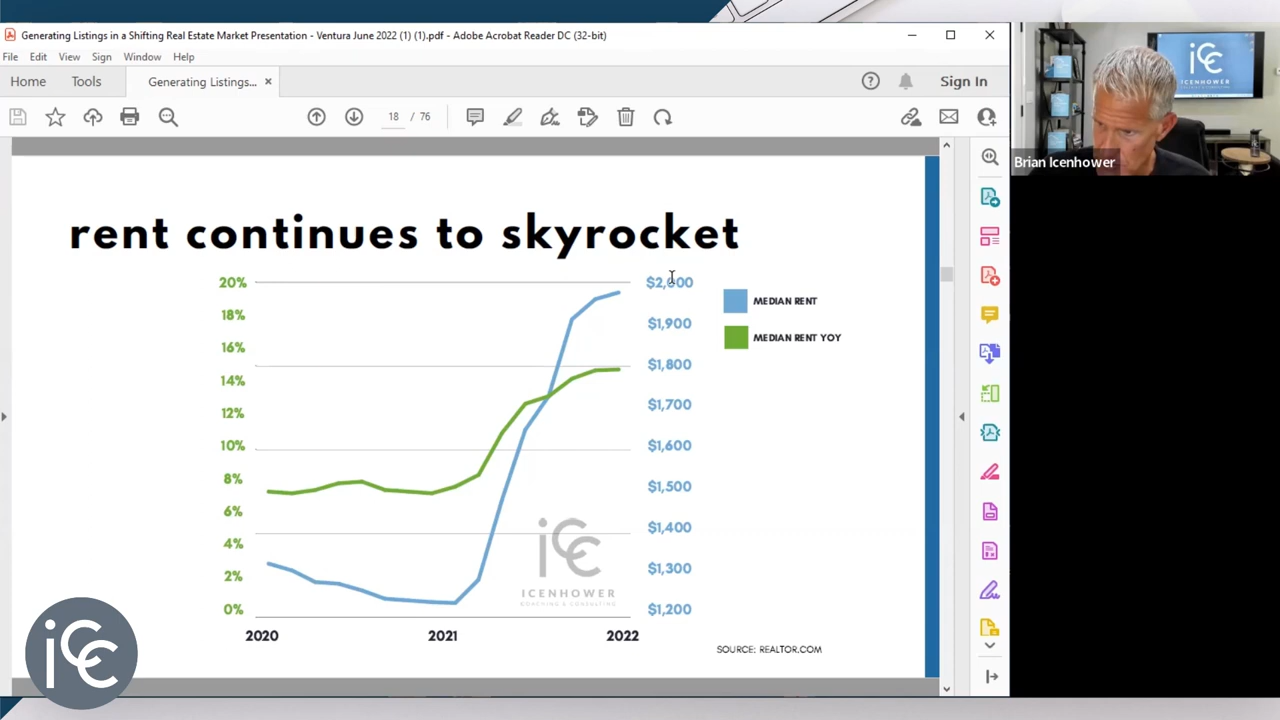 Generating Listings in a Shifting Real Estate Market Presentation - Ventura June 2022 (1) (1).pdf - Adobe Acrobat Reader DC (32-bit)
File Edit View Sign Window Help
Home Tools Generating Listings... × Sign In
18 / 76
ICENHOWER
Brian Icenhower
rent continues to skyrocket
20% $2,000
18% $1,900
16% $1,800
14% $1,700
12% $1,600
10% $1,500
8% $1,400
6% $1,300
4% $1,200
2%
0%
MEDIAN RENT
MEDIAN RENT YOY
iCC
ICENHOWER
COACHING & CONSULTING
2020 2021 2022
SOURCE: REALTOR.COM
iCC